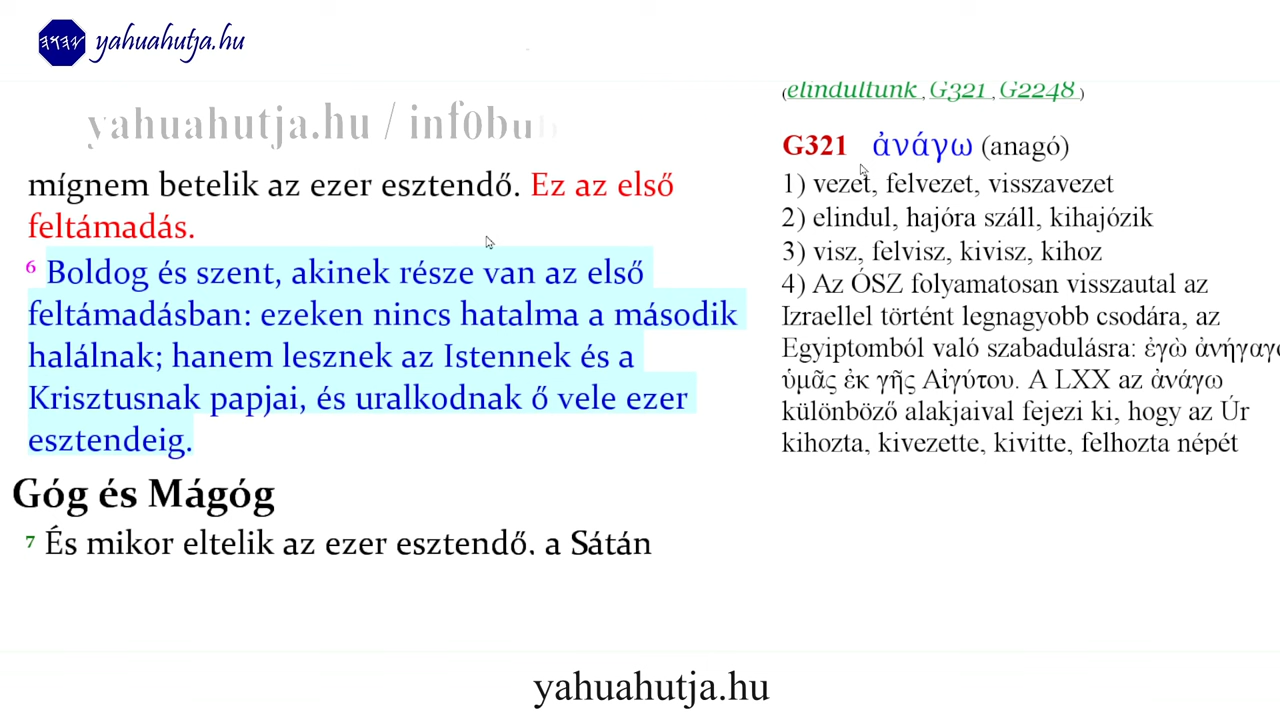 yahuahutja.hu
yahuahutja.hu / infobub
mígnem betelik az ezer esztendő. Ez az első
feltámadás.
6 Boldog és szent, akinek része van az első
feltámadásban: ezeken nincs hatalma a második
halálnak; hanem lesznek az Istennek és a
Krisztusnak papjai, és uralkodnak ő vele ezer
esztendeig.
Góg és Mágóg
7 És mikor eltelik az ezer esztendő, a Sátán
(elindultunk , G321 , G2248 )
G321 ἀνάγω (anagó)
1) vezet, felvezet, visszavezet
2) elindul, hajóra száll, kihajózik
3) visz, felvisz, kivisz, kihoz
4) Az ÓSZ folyamatosan visszautal az
Izraellel történt legnagyobb csodára, az
Egyiptomból való szabadulásra: ἐγὼ ἀνήγαγο
ὑμᾶς ἐκ γῆς Αἰγύτου. A LXX az ἀνάγω
különböző alakjaival fejezi ki, hogy az Úr
kihozta, kivezette, kivitte, felhozta népét
yahuahutja.hu